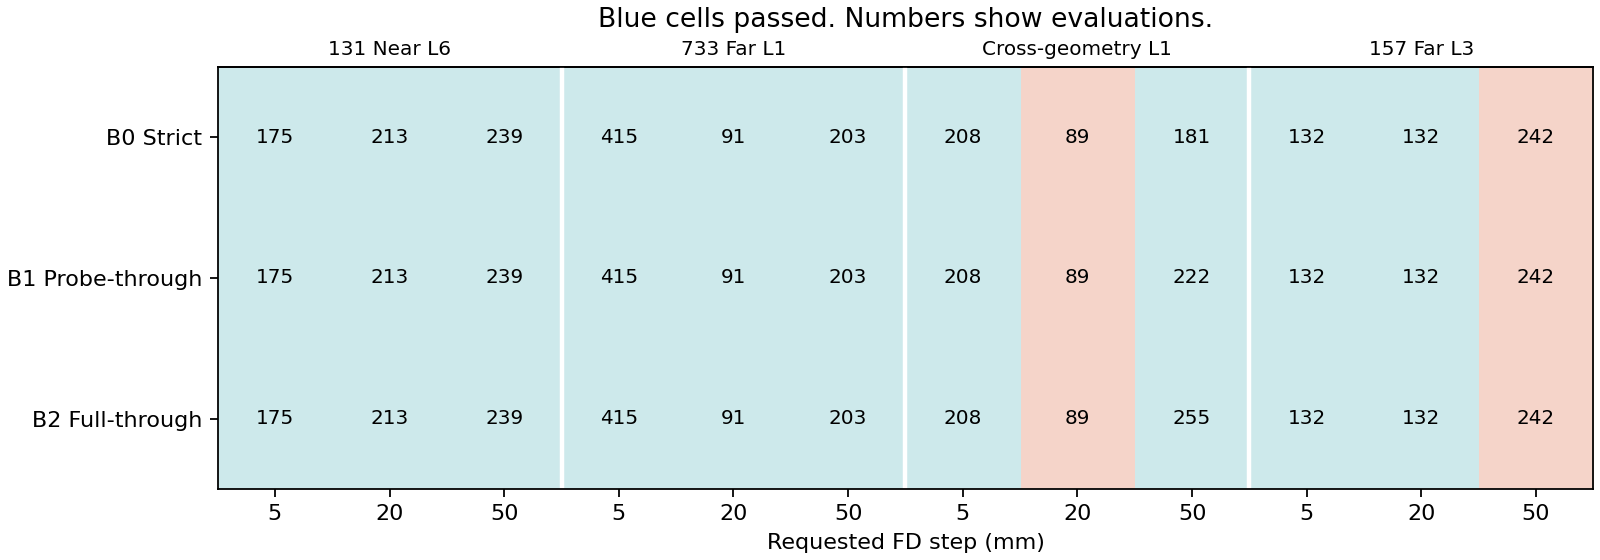 Blue cells passed. Numbers show evaluations.
131 Near L6 733 Far L1 Cross-geometry L1 157 Far L3
B0 Strict 175 213 239 415 91 203 208 89 181 132 132 242
B1 Probe-through 175 213 239 415 91 203 208 89 222 132 132 242
B2 Full-through 175 213 239 415 91 203 208 89 255 132 132 242
5 20 50 5 20 50 5 20 50 5 20 50
Requested FD step (mm)